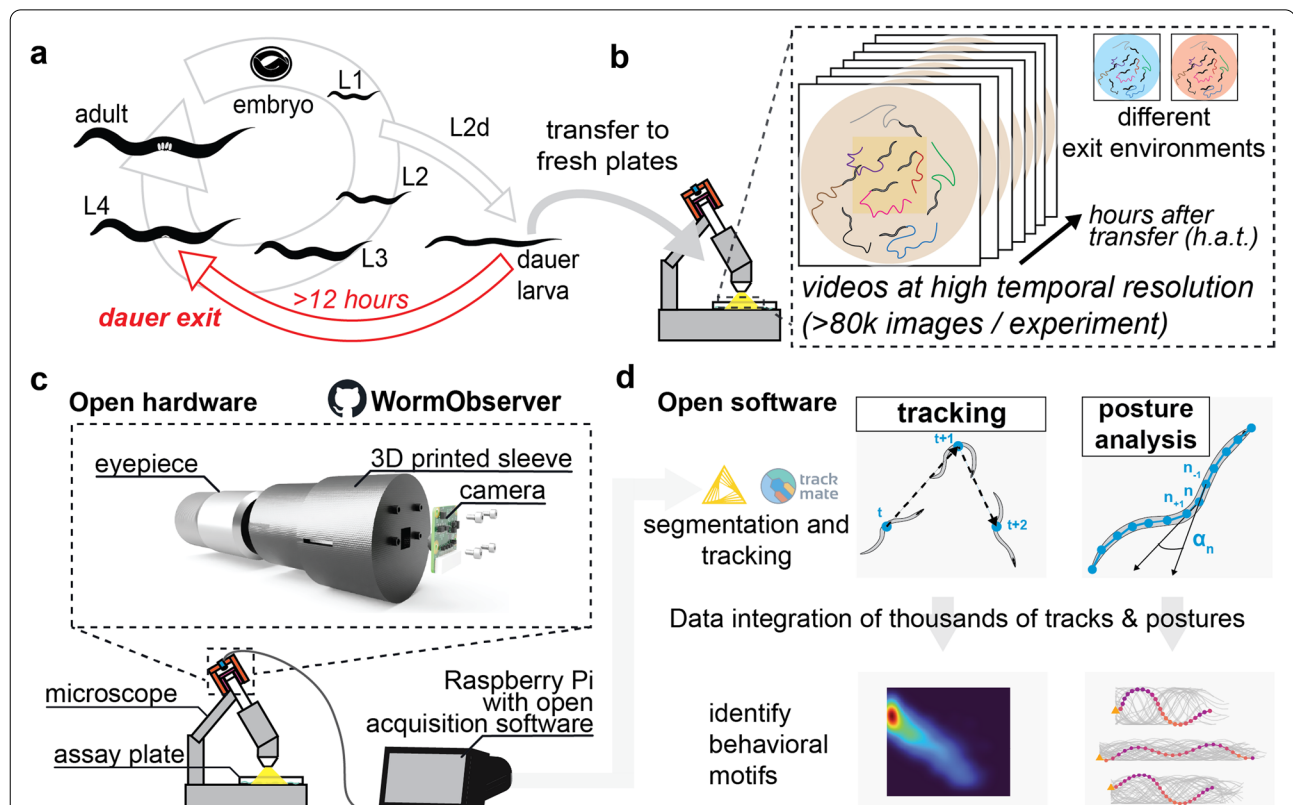 a
embryo
L1
adult
L2d
L2
L4
L3
dauer
larva
>12 hours
dauer exit
transfer to
fresh plates
b
different
exit environments
hours after
transfer (h.a.t.)
videos at high temporal resolution
(>80k images / experiment)
c
Open hardware
WormObserver
eyepiece
3D printed sleeve
camera
microscope
assay plate
Raspberry Pi
with open
acquisition software
d
Open software
tracking
posture
analysis
track
mate
segmentation and
tracking
t
t+1
t+2
n-1
n
n+1
αn
Data integration of thousands of tracks & postures
identify
behavioral
motifs